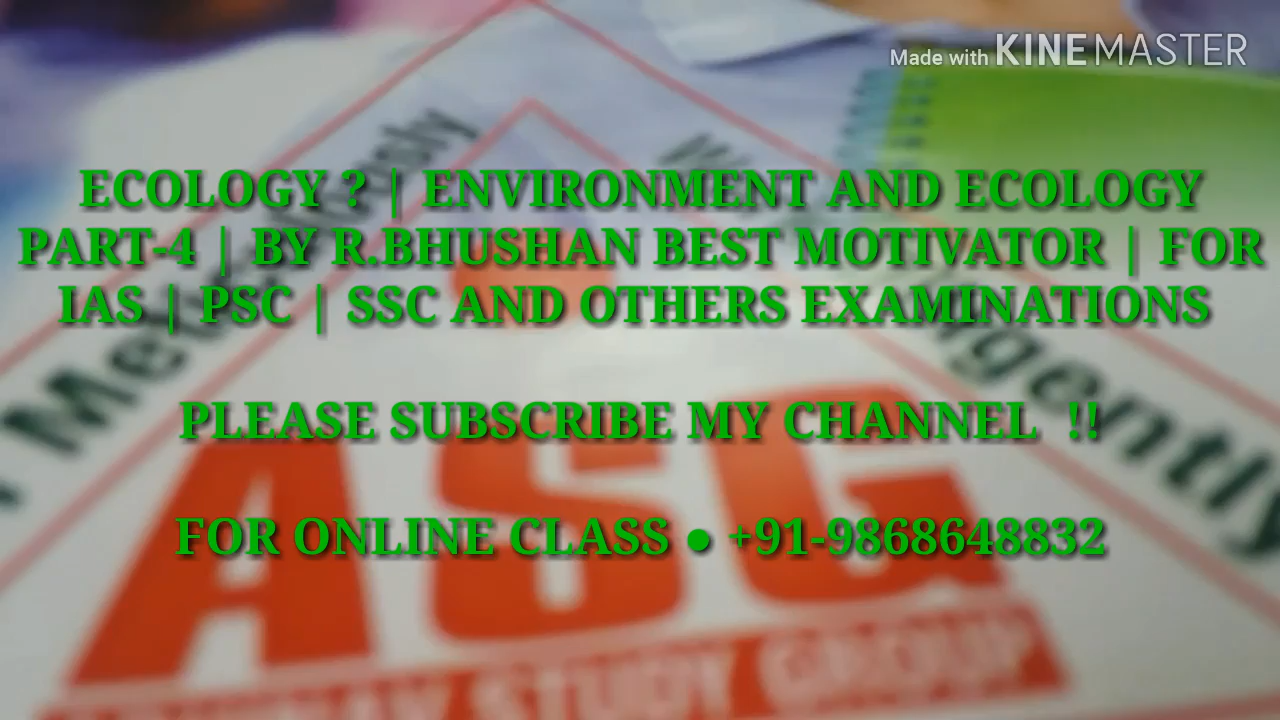 Made with KINEMASTER
ECOLOGY ? | ENVIRONMENT AND ECOLOGY
PART-4 | BY R.BHUSHAN BEST MOTIVATOR | FOR
IAS | PSC | SSC AND OTHERS EXAMINATIONS
PLEASE SUBSCRIBE MY CHANNEL !!
FOR ONLINE CLASS ● +91-9868648832
ASG
STUDY GROUP